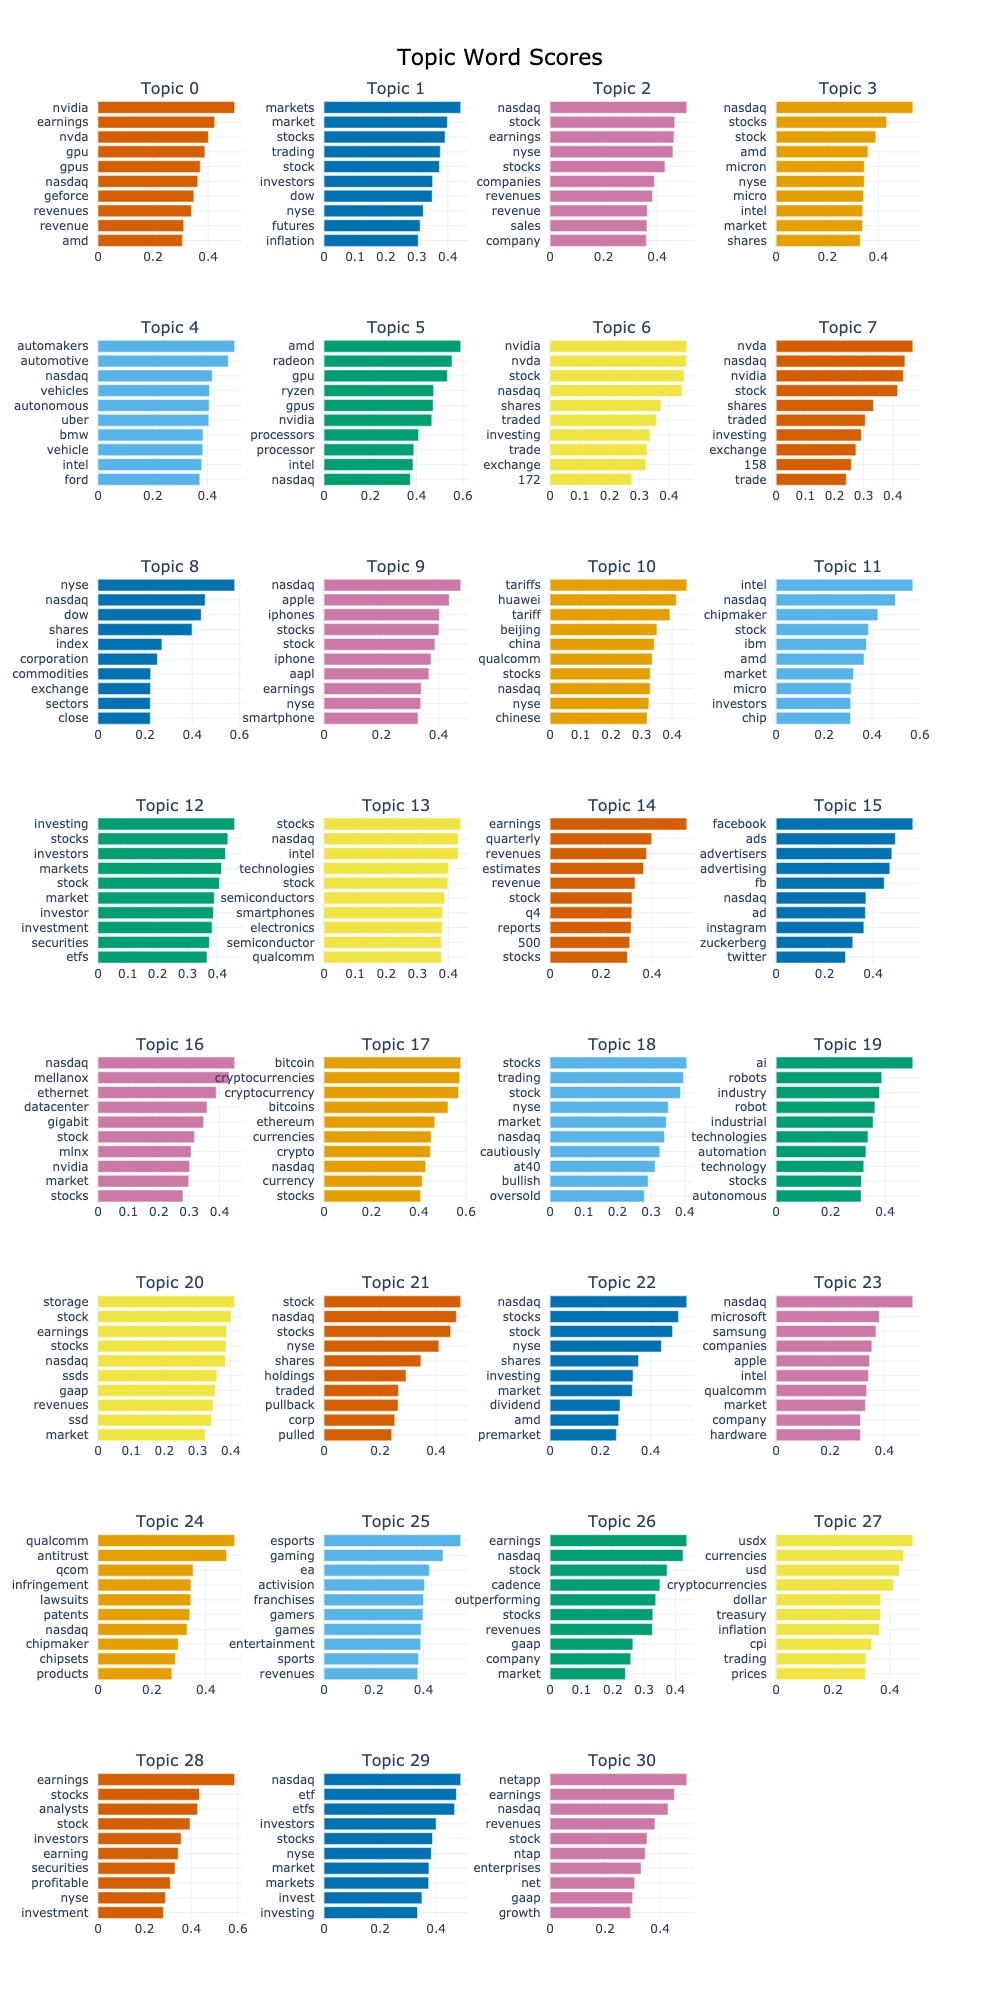 Topic Word Scores
Topic 0
nvidia
earnings
nvda
gpu
gpus
nasdaq
geforce
revenues
revenue
amd
0 0.2 0.4
Topic 1
markets
market
stocks
trading
stock
investors
dow
nyse
futures
inflation
0 0.1 0.2 0.3 0.4
Topic 2
nasdaq
stock
earnings
nyse
stocks
companies
revenues
revenue
sales
company
0 0.2 0.4
Topic 3
nasdaq
stocks
stock
amd
micron
nyse
micro
intel
market
shares
0 0.2 0.4
Topic 4
automakers
automotive
nasdaq
vehicles
autonomous
uber
bmw
vehicle
intel
ford
0 0.2 0.4
Topic 5
amd
radeon
gpu
ryzen
gpus
nvidia
processors
processor
intel
nasdaq
0 0.2 0.4 0.6
Topic 6
nvidia
nvda
stock
nasdaq
shares
traded
investing
trade
exchange
172
0 0.1 0.2 0.3 0.4
Topic 7
nvda
nasdaq
nvidia
stock
shares
traded
investing
exchange
158
trade
0 0.1 0.2 0.3 0.4
Topic 8
nyse
nasdaq
dow
shares
index
corporation
commodities
exchange
sectors
close
0 0.2 0.4 0.6
Topic 9
nasdaq
apple
iphones
stocks
stock
iphone
aapl
earnings
nyse
smartphone
0 0.2 0.4
Topic 10
tariffs
huawei
tariff
beijing
china
qualcomm
stocks
nasdaq
nyse
chinese
0 0.1 0.2 0.3 0.4
Topic 11
intel
nasdaq
chipmaker
stock
ibm
amd
market
micro
investors
chip
0 0.2 0.4 0.6
Topic 12
investing
stocks
investors
markets
stock
market
investor
investment
securities
etfs
0 0.1 0.2 0.3 0.4
Topic 13
stocks
nasdaq
intel
technologies
stock
semiconductors
smartphones
electronics
semiconductor
qualcomm
0 0.1 0.2 0.3 0.4
Topic 14
earnings
quarterly
revenues
estimates
revenue
stock
q4
reports
500
stocks
0 0.2 0.4
Topic 15
facebook
ads
advertisers
advertising
fb
nasdaq
ad
instagram
zuckerberg
twitter
0 0.2 0.4
Topic 16
nasdaq
mellanox
ethernet
datacenter
gigabit
stock
mlnx
nvidia
market
stocks
0 0.1 0.2 0.3 0.4
Topic 17
bitcoin
cryptocurrencies
cryptocurrency
bitcoins
ethereum
currencies
crypto
nasdaq
currency
stocks
0 0.2 0.4 0.6
Topic 18
stocks
trading
stock
nyse
market
nasdaq
cautiously
at40
bullish
oversold
0 0.1 0.2 0.3 0.4
Topic 19
ai
robots
industry
robot
industrial
technologies
automation
technology
stocks
autonomous
0 0.2 0.4
Topic 20
storage
stock
earnings
stocks
nasdaq
ssds
gaap
revenues
ssd
market
0 0.1 0.2 0.3 0.4
Topic 21
stock
nasdaq
stocks
nyse
shares
holdings
traded
pullback
corp
pulled
0 0.2 0.4
Topic 22
nasdaq
stocks
stock
nyse
shares
investing
market
dividend
amd
premarket
0 0.2 0.4
Topic 23
nasdaq
microsoft
samsung
companies
apple
intel
qualcomm
market
company
hardware
0 0.2 0.4
Topic 24
qualcomm
antitrust
qcom
infringement
lawsuits
patents
nasdaq
chipmaker
chipsets
products
0 0.2 0.4
Topic 25
esports
gaming
ea
activision
franchises
gamers
games
entertainment
sports
revenues
0 0.2 0.4
Topic 26
earnings
nasdaq
stock
cadence
outperforming
stocks
revenues
gaap
company
market
0 0.1 0.2 0.3 0.4
Topic 27
usdx
currencies
usd
cryptocurrencies
dollar
treasury
inflation
cpi
trading
prices
0 0.2 0.4
Topic 28
earnings
stocks
analysts
stock
investors
earning
securities
profitable
nyse
investment
0 0.2 0.4 0.6
Topic 29
nasdaq
etf
etfs
investors
stocks
nyse
market
markets
invest
investing
0 0.2 0.4
Topic 30
netapp
earnings
nasdaq
revenues
stock
ntap
enterprises
net
gaap
growth
0 0.2 0.4